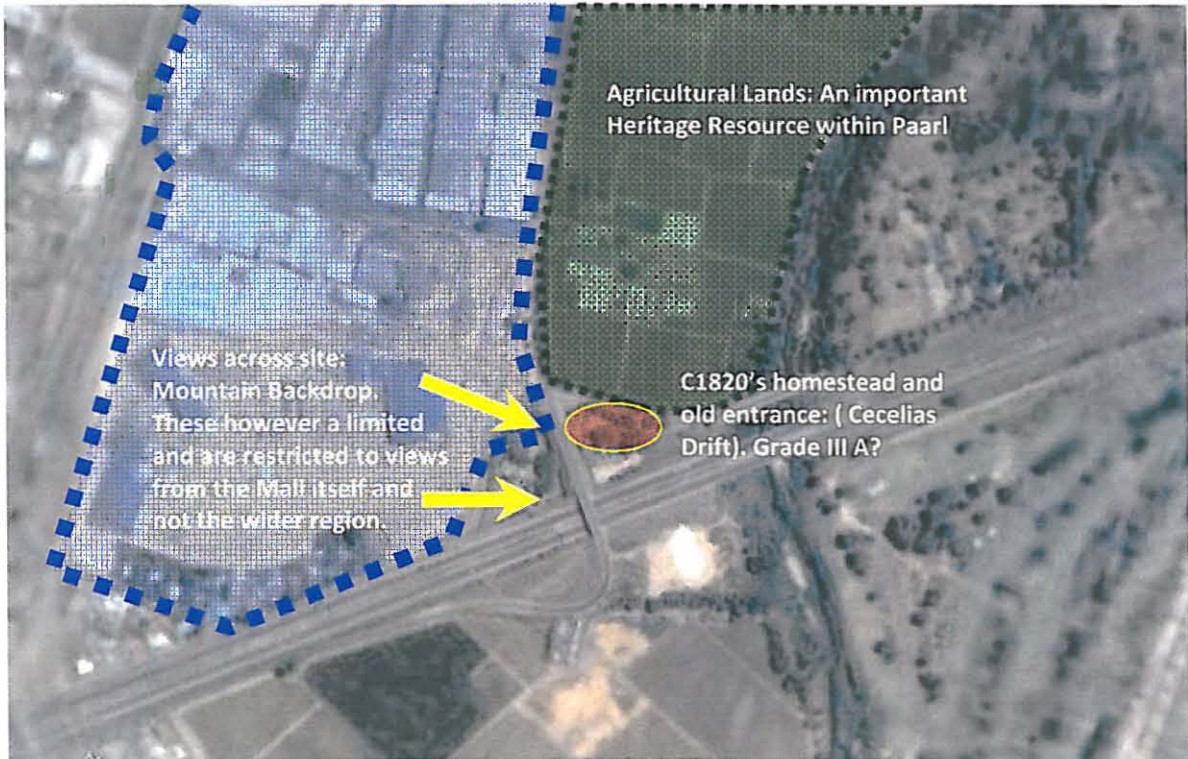 Agricultural Lands: An important
Heritage Resource within Paarl
Views across site:
Mountain Backdrop.
These however a limited
and are restricted to views
from the Mall itself and
not the wider region.
C1820's homestead and
old entrance: ( Cecelias
Drift). Grade III A?